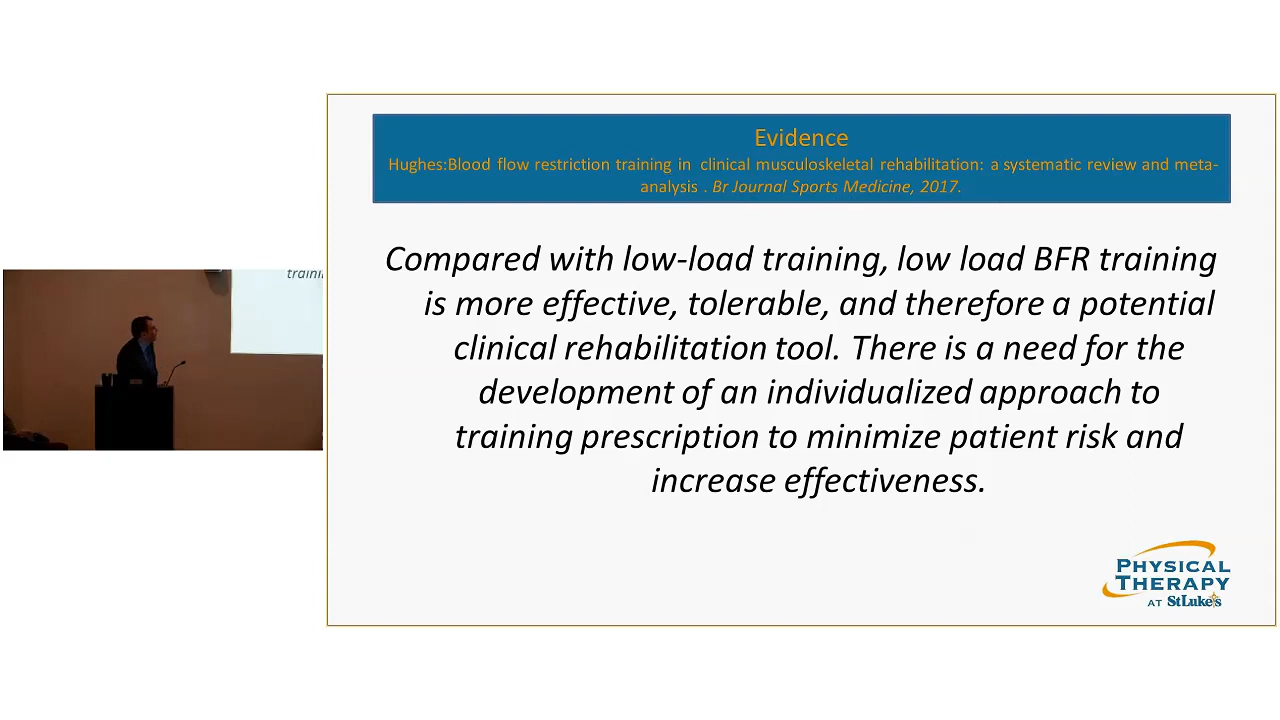 Evidence
Hughes:Blood flow restriction training in clinical musculoskeletal rehabilitation: a systematic review and meta-
analysis . Br Journal Sports Medicine, 2017.
Compared with low-load training, low load BFR training
is more effective, tolerable, and therefore a potential
clinical rehabilitation tool. There is a need for the
development of an individualized approach to
training prescription to minimize patient risk and
increase effectiveness.
PHYSICAL
THERAPY
AT StLuke's